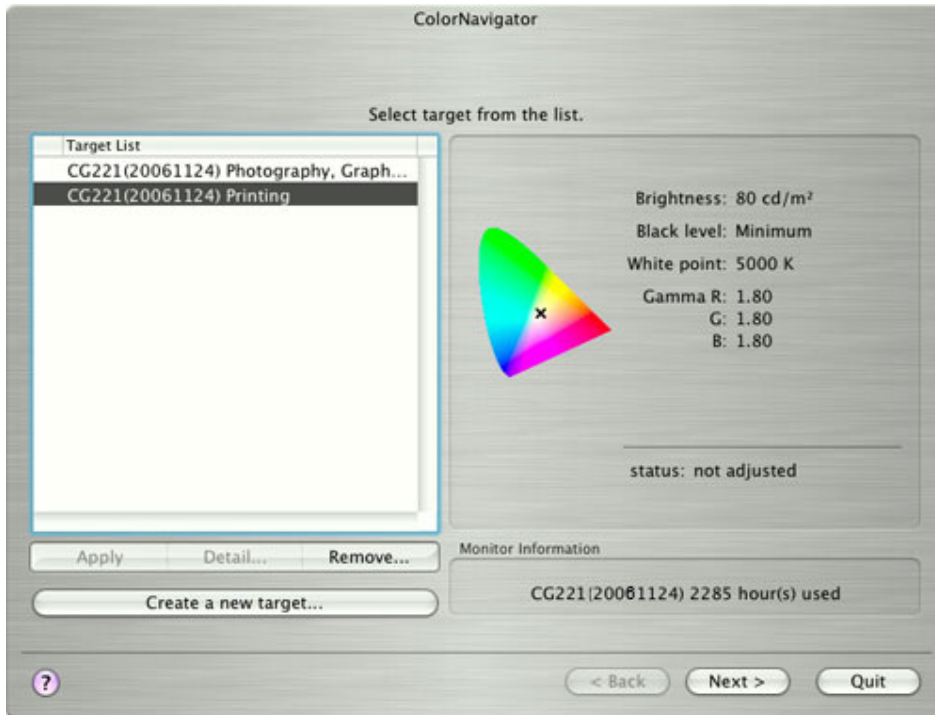 ColorNavigator
Select target from the list.
Target List
CG221(20061124) Photography, Graph...
CG221(20061124) Printing
Brightness: 80 cd/m²
Black level: Minimum
White point: 5000 K
Gamma R: 1.80
G: 1.80
B: 1.80
status: not adjusted
Apply Detail... Remove...
Create a new target...
Monitor Information
CG221(20061124) 2285 hour(s) used
?
< Back Next > Quit